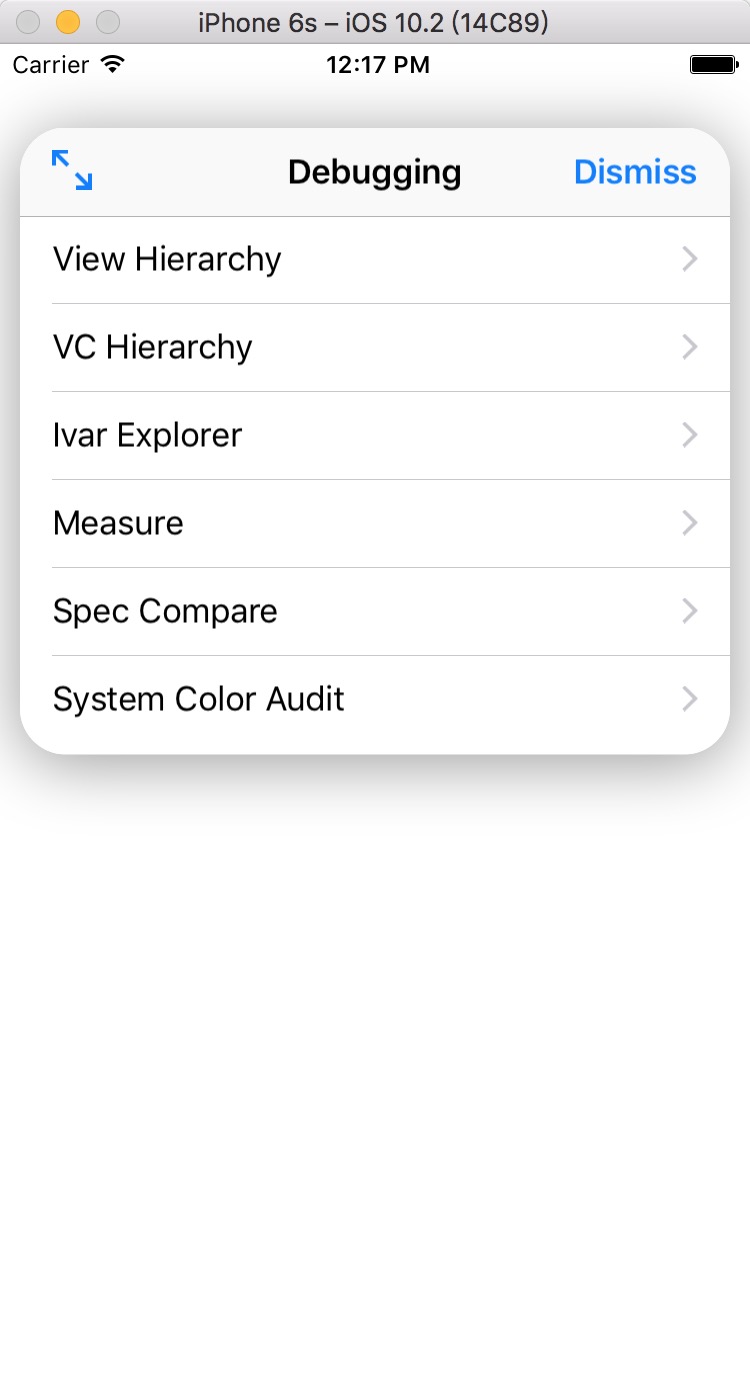 iPhone 6s – iOS 10.2 (14C89)
Carrier 12:17 PM
Debugging Dismiss
View Hierarchy
VC Hierarchy
Ivar Explorer
Measure
Spec Compare
System Color Audit